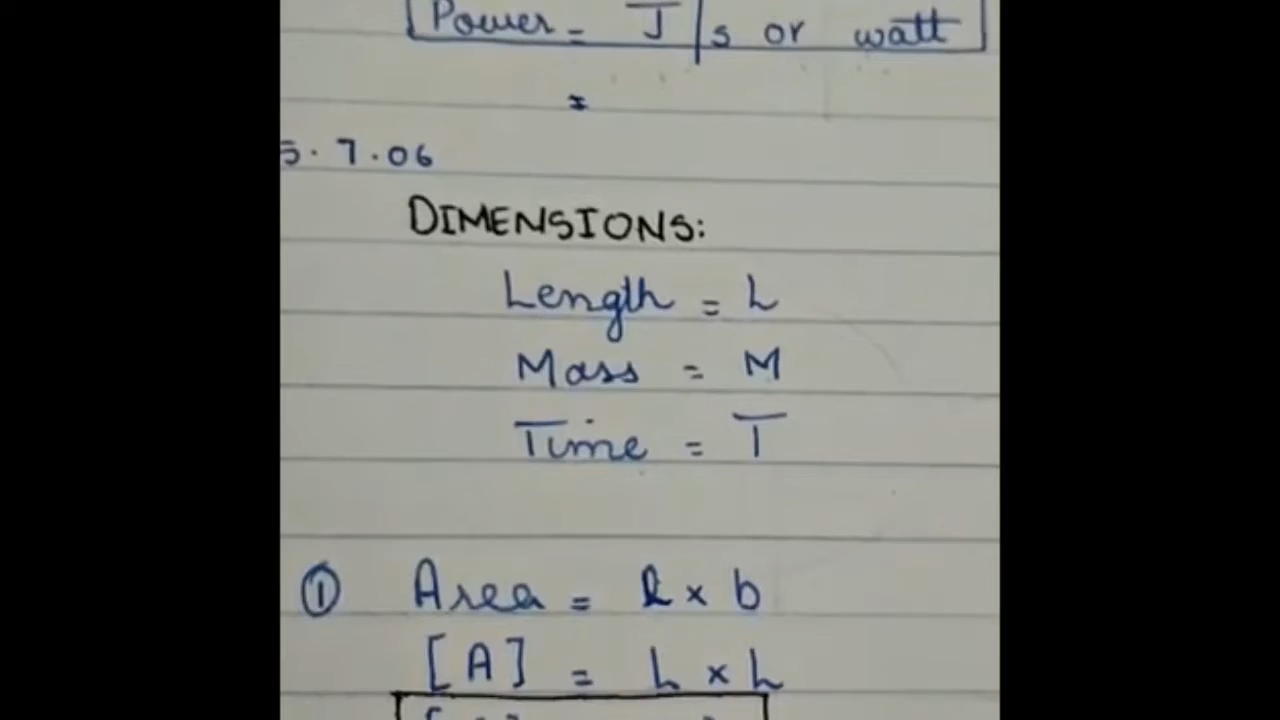 Power = J/s or watt
=
5.7.06
DIMENSIONS:
Length = L
Mass = M
Time = T
① Area = l × b
[A] = L × L